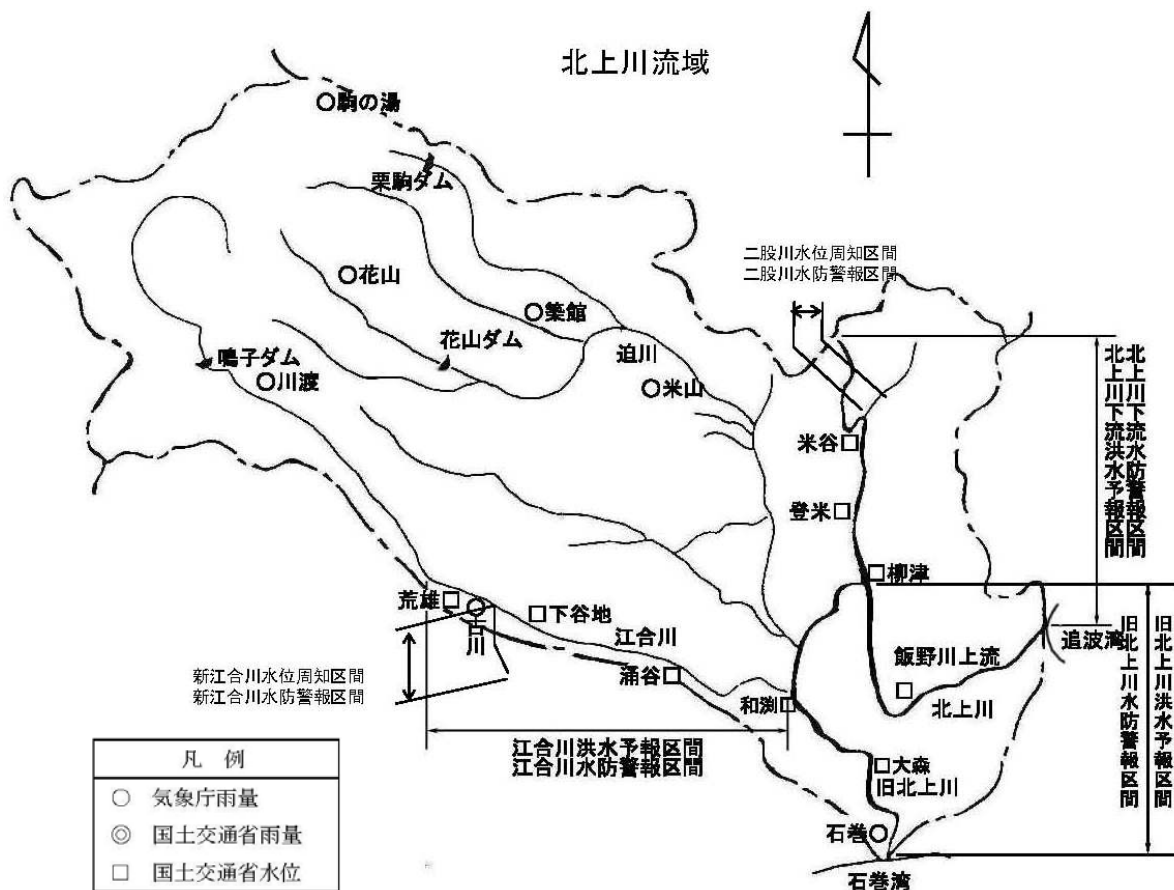 北上川流域
○駒の湯
栗駒ダム
二股川水位周知区間
二股川水防警報区間
○花山
○築館
花山ダム
迫川
鳴子ダム
○川渡
○米山
北上川下流水防警報区間
北上川下流洪水予報区間
米谷□
登米□
□柳津
荒雄□
古川
□下谷地
江合川
追波湾
飯野川上流
新江合川水位周知区間
新江合川水防警報区間
涌谷□
和渕□
北上川
旧北上川洪水予報区間
旧北上川水防警報区間
江合川洪水予報区間
江合川水防警報区間
□大森
旧北上川
石巻○
石巻湾
凡例
○ 気象庁雨量
◎ 国土交通省雨量
□ 国土交通省水位